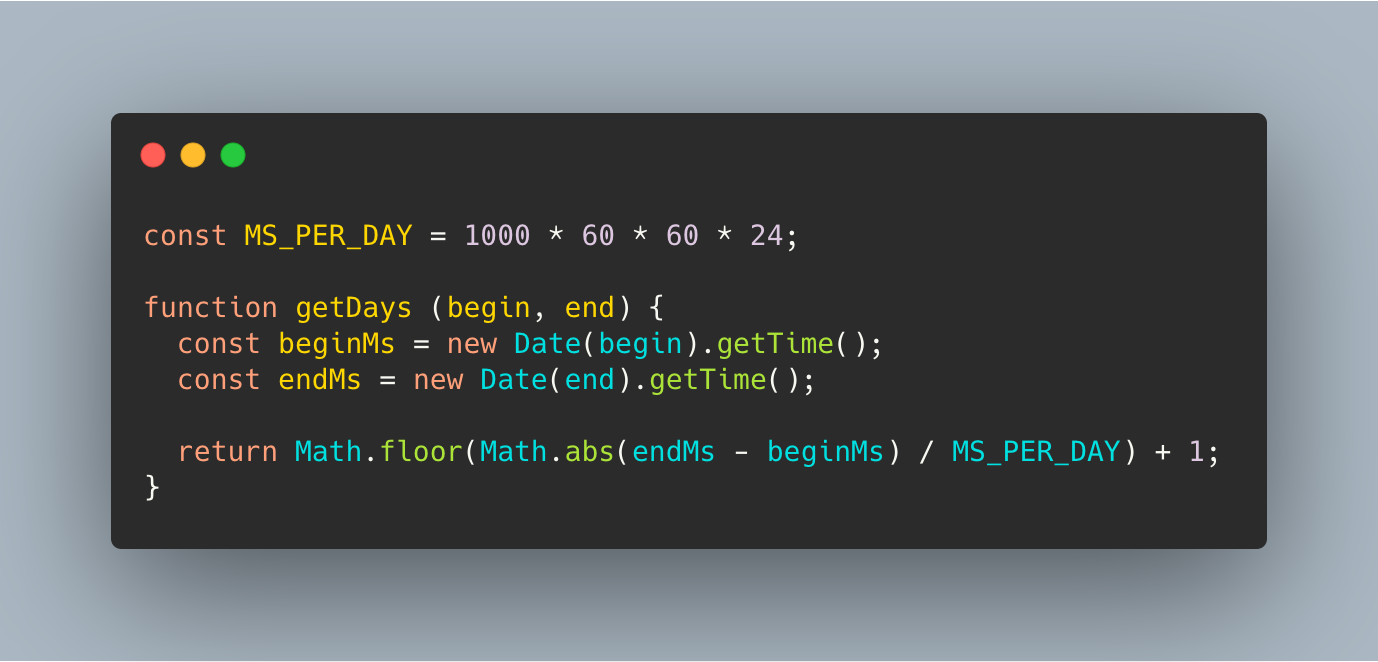 const MS_PER_DAY = 1000 * 60 * 60 * 24;
function getDays (begin, end) {
  const beginMs = new Date(begin).getTime();
  const endMs = new Date(end).getTime();
  return Math.floor(Math.abs(endMs - beginMs) / MS_PER_DAY) + 1;
}